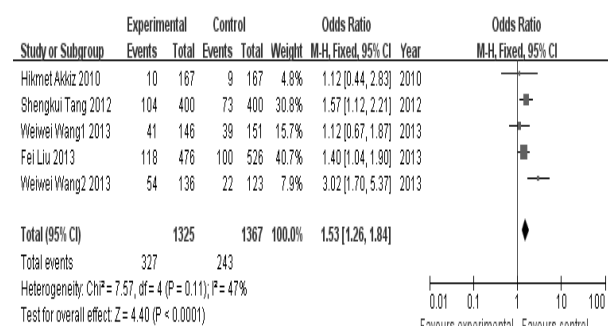 Experimental Control Odds Ratio Odds Ratio
Study or Subgroup Events Total Events Total Weight M-H, Fixed, 95% CI Year M-H, Fixed, 95% CI
Hikmet Akkiz 2010 10 167 9 167 4.8% 1.12 [0.44, 2.83] 2010
Shengkui Tang 2012 104 400 73 400 30.8% 1.57 [1.12, 2.21] 2012
Weiwei Wang1 2013 41 146 39 151 15.7% 1.12 [0.67, 1.87] 2013
Fei Liu 2013 118 476 100 526 40.7% 1.40 [1.04, 1.90] 2013
Weiwei Wang2 2013 54 136 22 123 7.9% 3.02 [1.70, 5.37] 2013
Total (95% CI) 1325 1367 100.0% 1.53 [1.26, 1.84]
Total events 327 243
Heterogeneity: Chi² = 7.57, df = 4 (P = 0.11); I² = 47%
Test for overall effect: Z = 4.40 (P < 0.0001)
0.01 0.1 1 10 100
Favours experimental Favours control